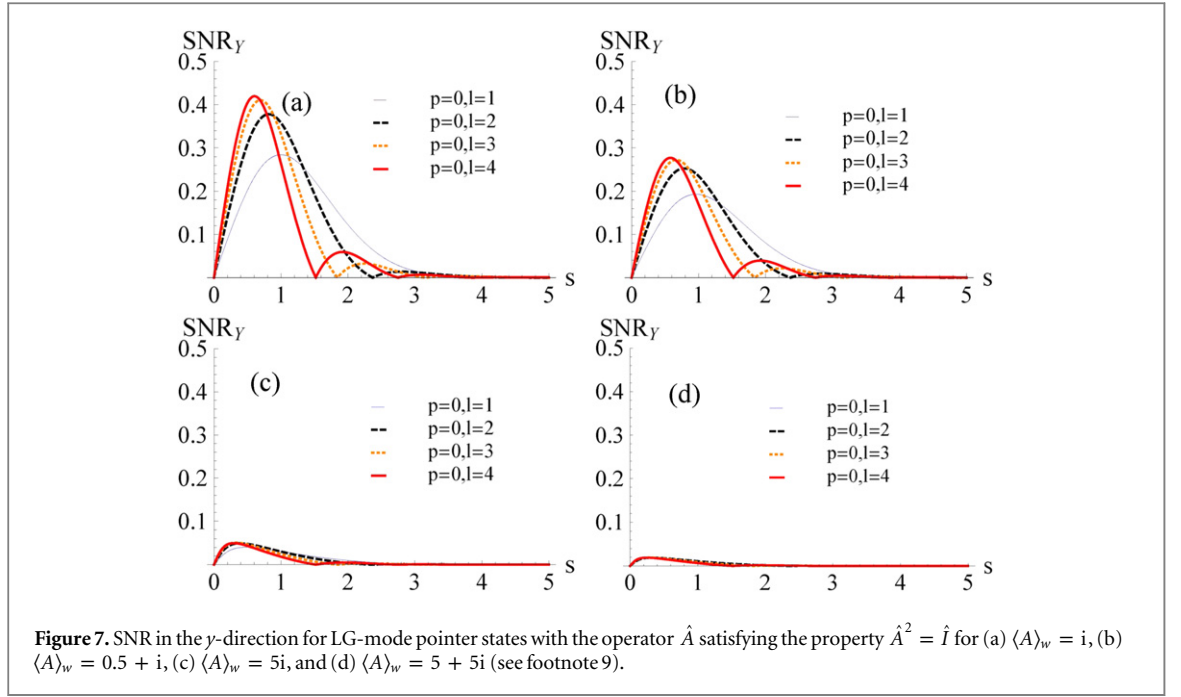 SNR_Y
0.5
0.4
0.3
0.2
0.1
(a)
p=0,l=1
p=0,l=2
p=0,l=3
p=0,l=4
0 1 2 3 4 5 s
SNR_Y
0.5
0.4
0.3
0.2
0.1
(b)
p=0,l=1
p=0,l=2
p=0,l=3
p=0,l=4
0 1 2 3 4 5 s
SNR_Y
0.5
0.4
0.3
0.2
0.1
(c)
p=0,l=1
p=0,l=2
p=0,l=3
p=0,l=4
0 1 2 3 4 5 s
SNR_Y
0.5
0.4
0.3
0.2
0.1
(d)
p=0,l=1
p=0,l=2
p=0,l=3
p=0,l=4
0 1 2 3 4 5 s
Figure 7. SNR in the y-direction for LG-mode pointer states with the operator Â satisfying the property Â² = Î for (a) ⟨A⟩_w = i, (b)
⟨A⟩_w = 0.5 + i, (c) ⟨A⟩_w = 5i, and (d) ⟨A⟩_w = 5 + 5i (see footnote 9).